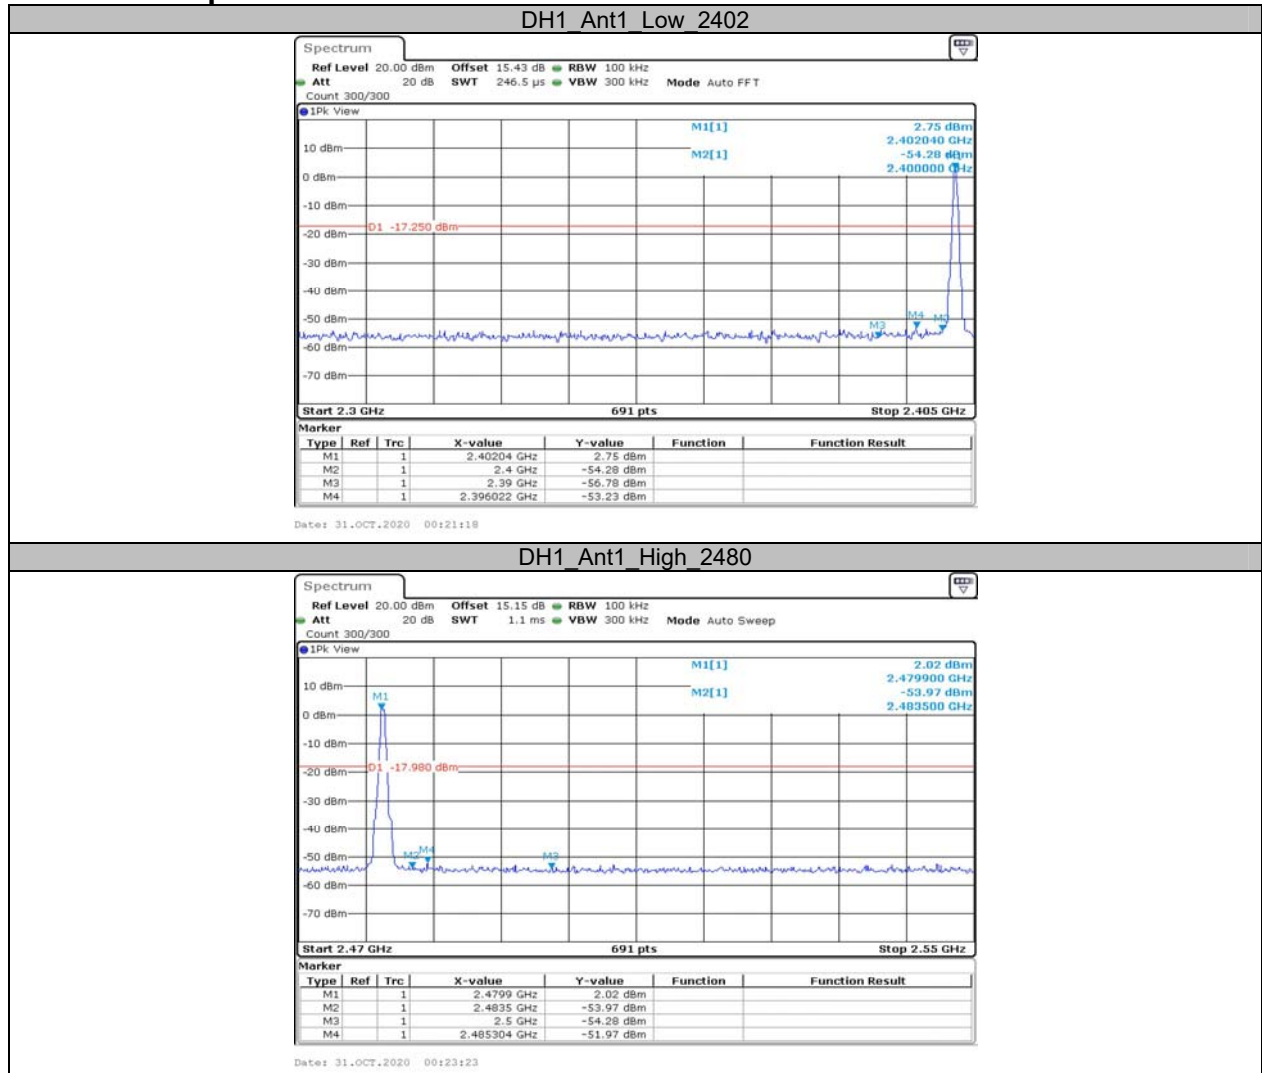 DH1_Ant1_Low_2402
Spectrum
Ref Level 20.00 dBm Offset 15.43 dB RBW 100 kHz
Att 20 dB SWT 246.5 µs VBW 300 kHz Mode Auto FFT
Count 300/300
1Pk View
M1[1] 2.75 dBm
2.402040 GHz
10 dBm
M2[1] -54.28 dBm
2.400000 GHz
0 dBm
-10 dBm
D1 -17.250 dBm
-20 dBm
-30 dBm
-40 dBm
-50 dBm
M3 M4 M2
-60 dBm
-70 dBm
Start 2.3 GHz 691 pts Stop 2.405 GHz
Marker
Type Ref Trc X-value Y-value Function Function Result
M1 1 2.40204 GHz 2.75 dBm
M2 1 2.4 GHz -54.28 dBm
M3 1 2.39 GHz -56.78 dBm
M4 1 2.396022 GHz -53.23 dBm
Date: 31.OCT.2020 00:21:18
DH1_Ant1_High_2480
Spectrum
Ref Level 20.00 dBm Offset 15.15 dB RBW 100 kHz
Att 20 dB SWT 1.1 ms VBW 300 kHz Mode Auto Sweep
Count 300/300
1Pk View
M1[1] 2.02 dBm
2.479900 GHz
10 dBm
M1
M2[1] -53.97 dBm
2.483500 GHz
0 dBm
-10 dBm
D1 -17.980 dBm
-20 dBm
-30 dBm
-40 dBm
-50 dBm
M2 M4 M3
-60 dBm
-70 dBm
Start 2.47 GHz 691 pts Stop 2.55 GHz
Marker
Type Ref Trc X-value Y-value Function Function Result
M1 1 2.4799 GHz 2.02 dBm
M2 1 2.4835 GHz -53.97 dBm
M3 1 2.5 GHz -54.28 dBm
M4 1 2.485304 GHz -51.97 dBm
Date: 31.OCT.2020 00:23:23